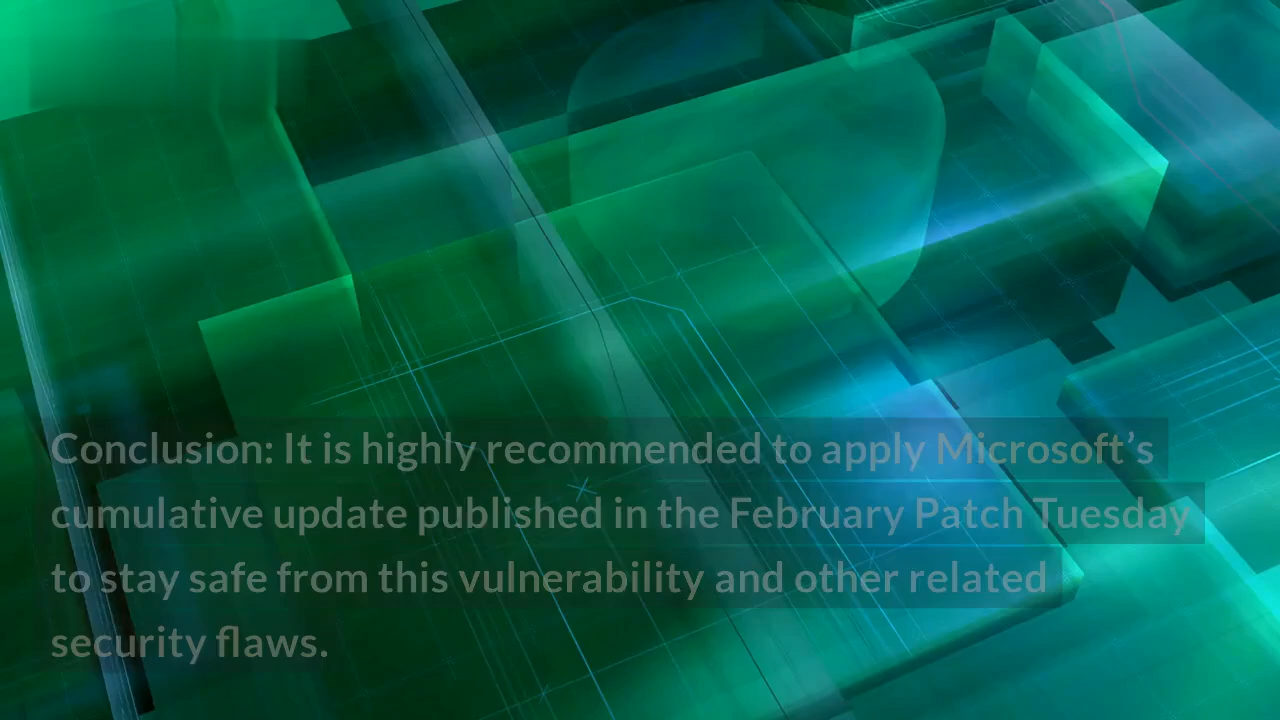 Conclusion: It is highly recommended to apply Microsoft’s
cumulative update published in the February Patch Tuesday
to stay safe from this vulnerability and other related
security flaws.